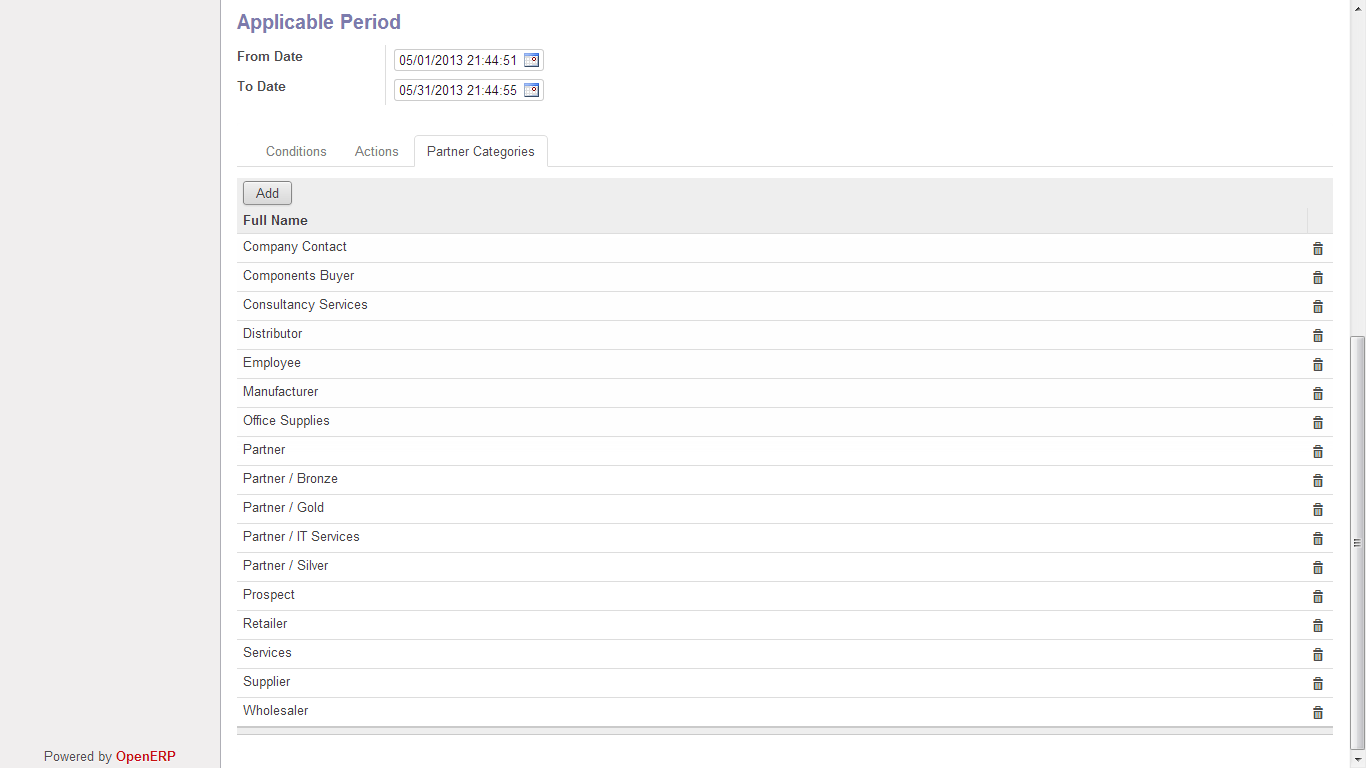 Applicable Period
From Date 05/01/2013 21:44:51
To Date 05/31/2013 21:44:55
Conditions Actions Partner Categories
Add
Full Name
Company Contact
Components Buyer
Consultancy Services
Distributor
Employee
Manufacturer
Office Supplies
Partner
Partner / Bronze
Partner / Gold
Partner / IT Services
Partner / Silver
Prospect
Retailer
Services
Supplier
Wholesaler
Powered by OpenERP